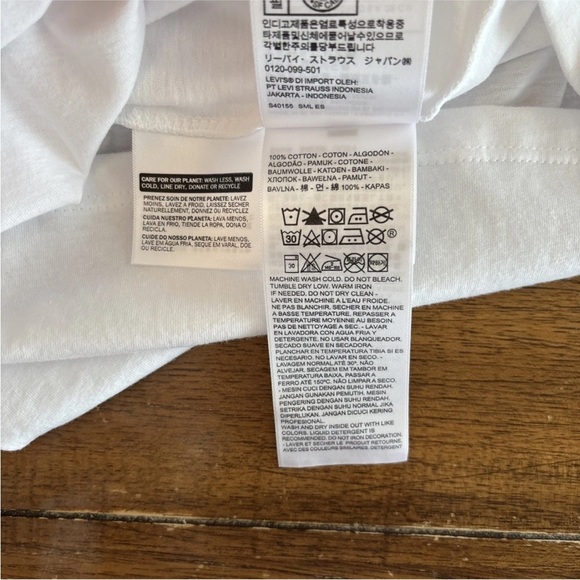 인디고제품은염료특성으로착용중
타제품및신체에물이남을수있으므로
각별한주의를부탁드립니다.
リーバイ・ストラウス ジャパン㈱
0120-099-501
LEVI'S® DI IMPORT OLEH:
PT LEVI STRAUSS INDONESIA
JAKARTA - INDONESIA
S40155 SML ES
CARE FOR OUR PLANET: WASH LESS, WASH
COLD, LINE DRY, DONATE OR RECYCLE
PRENEZ SOIN DE NOTRE PLANÈTE: LAVEZ
MOINS, LAVEZ À FROID, LAISSEZ SÉCHER
NATURELLEMENT, DONNEZ OU RECYCLEZ
CUIDA NUESTRO PLANETA: LAVA MENOS,
LAVA EN FRIO, TIENDE LA ROPA, DONA O
RECICLA.
CUIDE DO NOSSO PLANETA: LAVE MENOS,
LAVE EM ÁGUA FRIA, SEQUE EM VARAL, DOE
OU RECICLE.
100% COTTON - COTON - ALGODÓN -
ALGODÃO - PAMUK - COTONE -
BAUMWOLLE - KATOEN - BAMBAKI -
ХЛОПОК - BAWEŁNA - PAMUT -
BAVLNA - 棉 - 면 - 綿 100% - KAPAS
30
®
MACHINE WASH COLD. DO NOT BLEACH.
TUMBLE DRY LOW. WARM IRON
IF NEEDED. DO NOT DRY CLEAN -
LAVER EN MACHINE A L'EAU FROIDE.
NE PAS BLANCHIR. SECHER EN MACHINE
A BASSE TEMPERATURE. REPASSER A
TEMPERATURE MOYENNE AU BESOIN.
PAS DE NETTOYAGE A SEC. - LAVAR EN
LAVADORA CON AGUA FRIA Y
DETERGENTE. NO USAR BLANQUEADOR.
SECADO SUAVE EN SECADORA.
PLANCHAR EN TEMPERATURA TIBIA SI ES
NECESARIO. NO LAVAR EN SECO. -
LAVAGEM NORMAL ATÉ 30°. NÃO
ALVEJAR. SECAGEM EM TAMBOR EM
TEMPERATURA BAIXA. PASSAR A
FERRO ATÉ 150ºC. NÃO LIMPAR A SECO.
- MESIN CUCI DENGAN SUHU RENDAH.
JANGAN GUNAKAN PEMUTIH. MESIN
PENGERING DENGAN SUHU RENDAH.
SETRIKA DENGAN SUHU NORMAL JIKA
DIPERLUKAN. JANGAN DICUCI KERING
PROFESIONAL.
WASH AND DRY INSIDE OUT WITH LIKE
COLORS. LIQUID DETERGENT IS
RECOMMENDED. DO NOT IRON DECORATION.
- LAVER ET SECHER LE PRODUIT RETOURNE,
AVEC DES COULEURS SIMILAIRES. DETERGENT